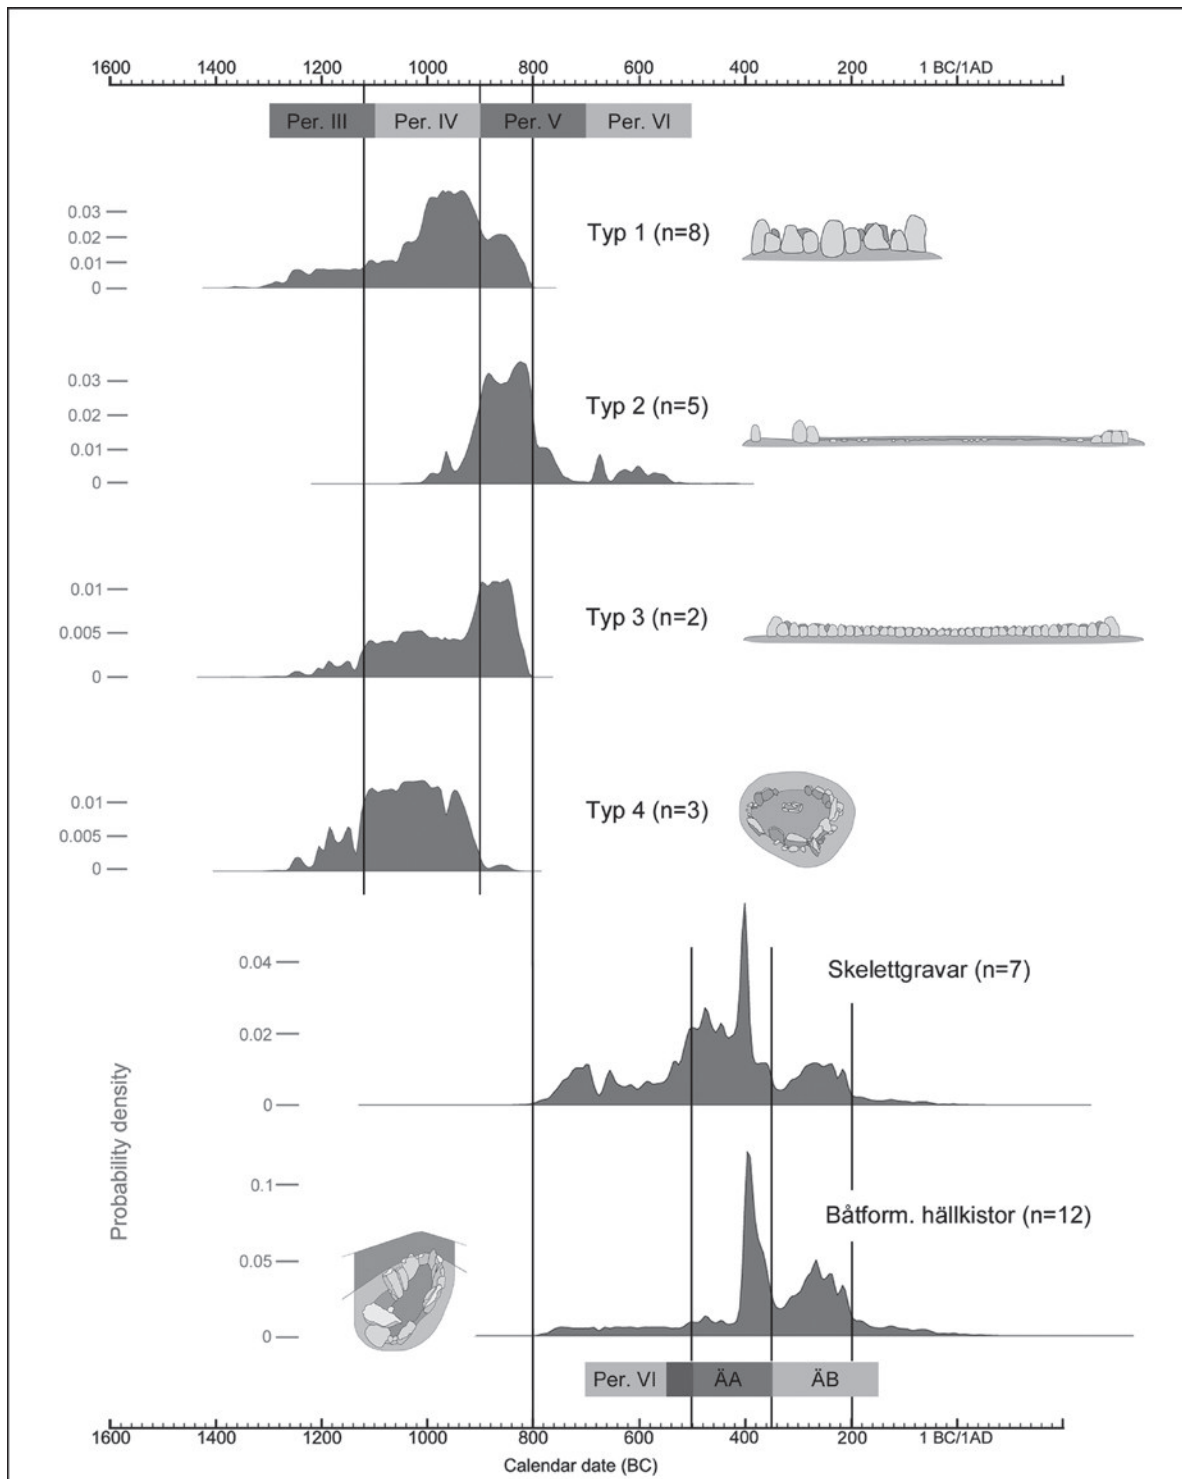 1600 1400 1200 1000 800 600 400 200 1 BC/1AD
Per. III Per. IV Per. V Per. VI
0.03
0.02
0.01
0
Typ 1 (n=8)
0.03
0.02
0.01
0
Typ 2 (n=5)
0.01
0.005
0
Typ 3 (n=2)
0.01
0.005
0
Typ 4 (n=3)
0.04
0.02
0
Skelettgravar (n=7)
Probability density
0.1
0.05
0
Båtform. hällkistor (n=12)
Per. VI ÄA ÄB
1600 1400 1200 1000 800 600 400 200 1 BC/1AD
Calendar date (BC)